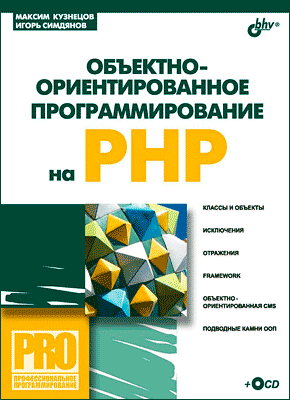 МАКСИМ КУЗНЕЦОВ
ИГОРЬ СИМДЯНОВ
bhv®
ОБЪЕКТНО-
ОРИЕНТИРОВАННОЕ
ПРОГРАММИРОВАНИЕ
на PHP
КЛАССЫ И ОБЪЕКТЫ
ИСКЛЮЧЕНИЯ
ОТРАЖЕНИЯ
FRAMEWORK
ОБЪЕКТНО-
ОРИЕНТИРОВАННАЯ CMS
ПОДВОДНЫЕ КАМНИ ООП
PRO
ПРОФЕССИОНАЛЬНОЕ
ПРОГРАММИРОВАНИЕ
+CD